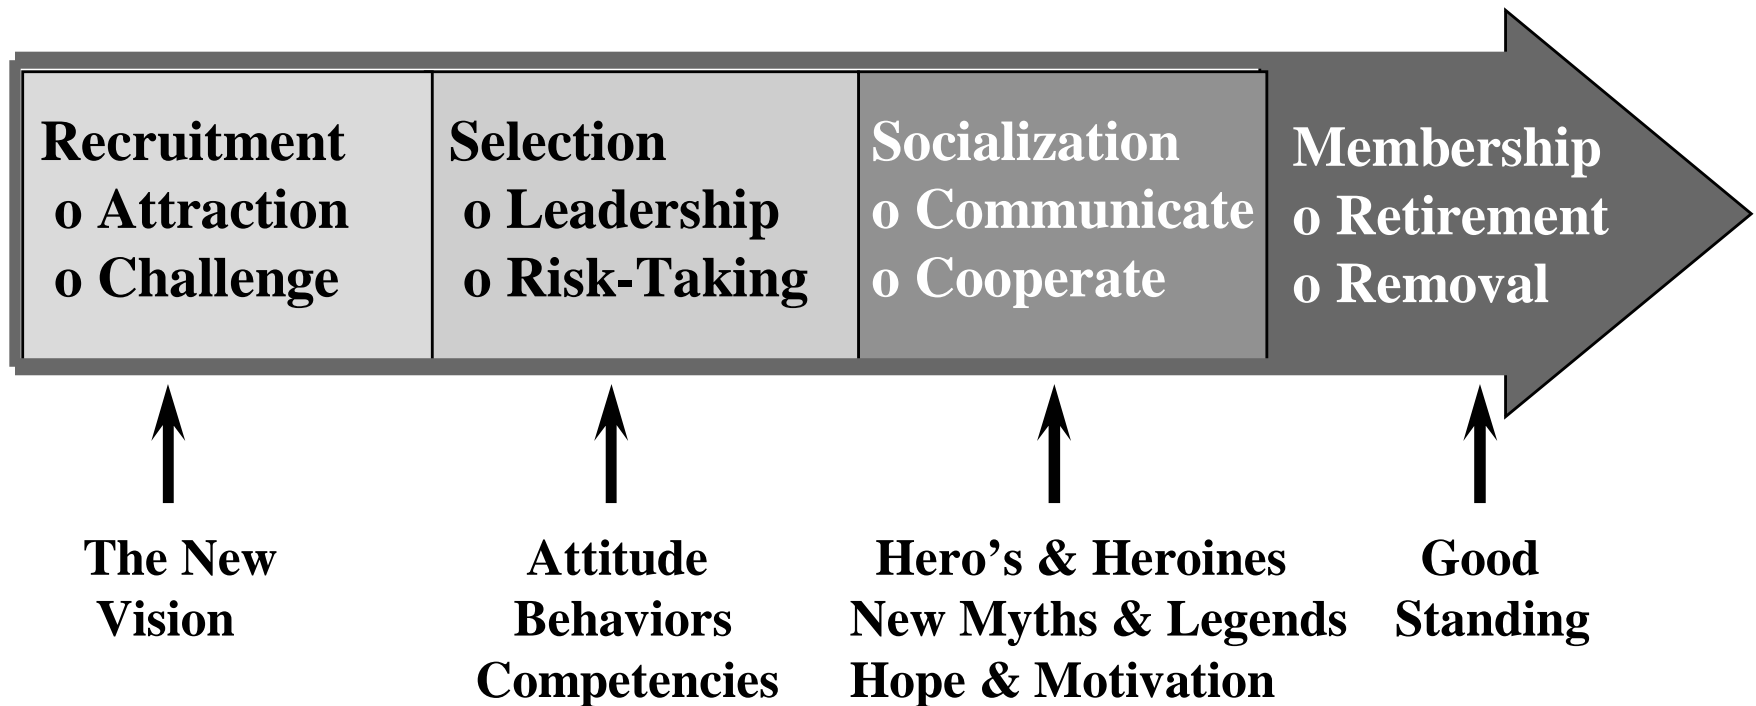 Recruitment
o Attraction
o Challenge
Selection
o Leadership
o Risk-Taking
Socialization
o Communicate
o Cooperate
Membership
o Retirement
o Removal
The New
Vision
Attitude
Behaviors
Competencies
Hero’s & Heroines
New Myths & Legends
Hope & Motivation
Good
Standing